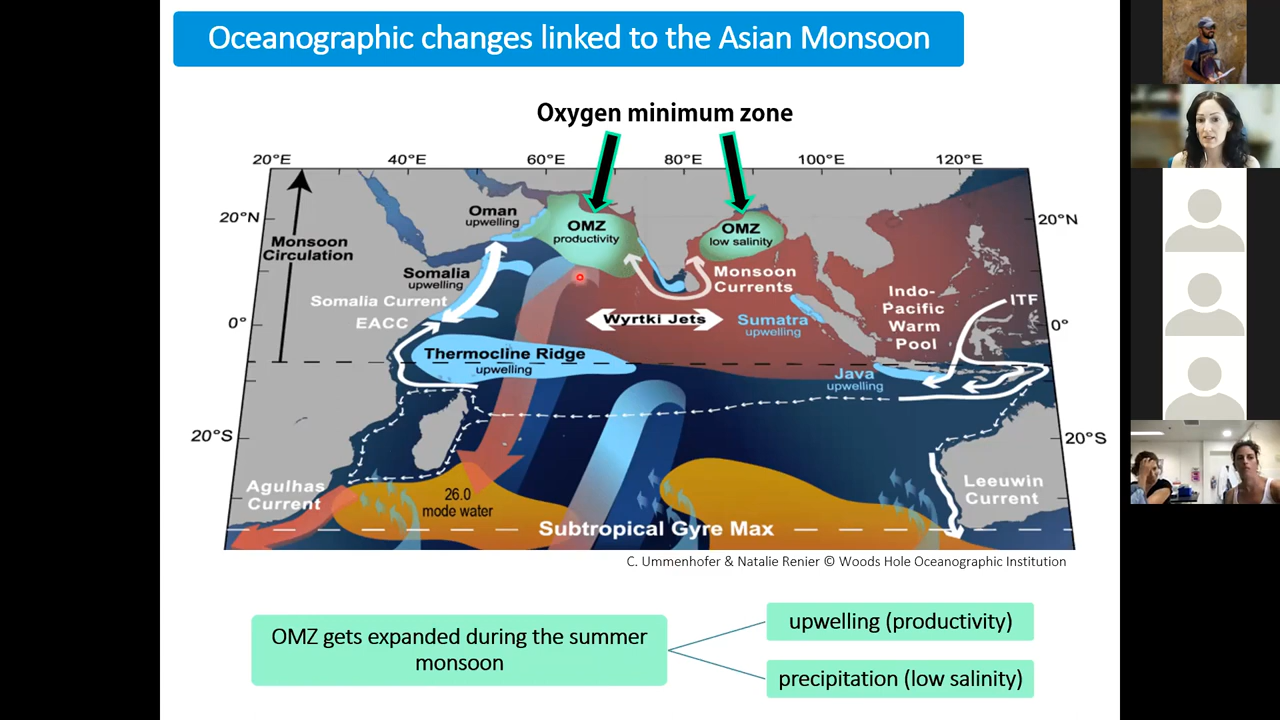 Oceanographic changes linked to the Asian Monsoon
Oxygen minimum zone
20°E 40°E 60°E 80°E 100°E 120°E
20°N
20°N
Oman
upwelling
OMZ
productivity
OMZ
low salinity
Monsoon
Circulation
Somalia
upwelling
Monsoon
Currents
Somalia Current
EACC
Indo-
Pacific
Warm
Pool
ITF
0°
0°
Wyrtki Jets
Sumatra
upwelling
Thermocline Ridge
upwelling
Java
upwelling
20°S
20°S
Agulhas
Current
26.0
mode water
Leeuwin
Current
Subtropical Gyre Max
C. Ummenhofer & Natalie Renier © Woods Hole Oceanographic Institution
OMZ gets expanded during the summer
monsoon
upwelling (productivity)
precipitation (low salinity)